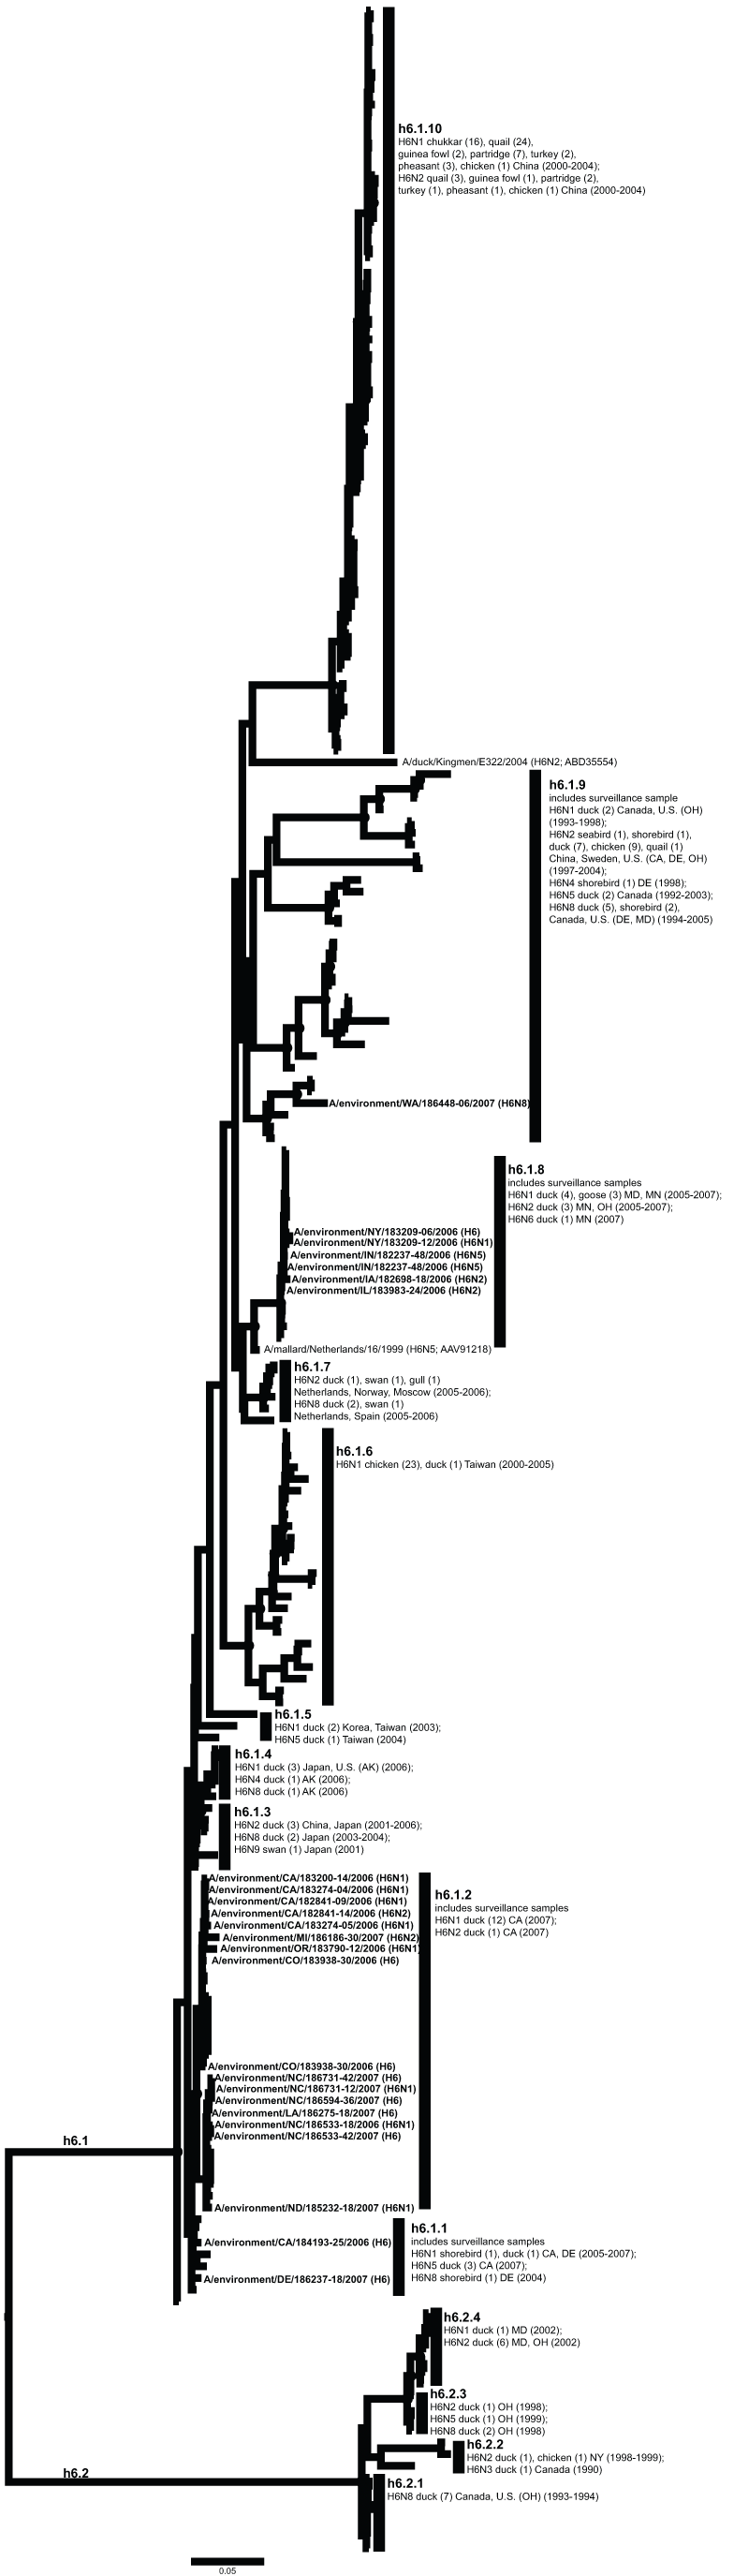 h6.1.10
H6N1 chukkar (16), quail (24),
guinea fowl (2), partridge (7), turkey (2),
pheasant (3), chicken (1) China (2000-2004);
H6N2 quail (3), guinea fowl (1), partridge (2),
turkey (1), pheasant (1), chicken (1) China (2000-2004)
A/duck/Kingmen/E322/2004 (H6N2; ABD35554)
h6.1.9
includes surveillance sample
H6N1 duck (2) Canada, U.S. (OH)
(1993-1998);
H6N2 seabird (1), shorebird (1),
duck (7), chicken (9), quail (1)
China, Sweden, U.S. (CA, DE, OH)
(1997-2004);
H6N4 shorebird (1) DE (1998);
H6N5 duck (2) Canada (1992-2003);
H6N8 duck (5), shorebird (2),
Canada, U.S. (DE, MD) (1994-2005)
A/environment/WA/186448-06/2007 (H6N8)
h6.1.8
includes surveillance samples
H6N1 duck (4), goose (3) MD, MN (2005-2007);
H6N2 duck (3) MN, OH (2005-2007);
H6N6 duck (1) MN (2007)
A/environment/NY/183209-06/2006 (H6)
A/environment/NY/183209-12/2006 (H6N1)
A/environment/IN/182237-48/2006 (H6N5)
A/environment/IN/182237-48/2006 (H6N5)
A/environment/IA/182698-18/2006 (H6N2)
A/environment/IL/183983-24/2006 (H6N2)
A/mallard/Netherlands/16/1999 (H6N5; AAV91218)
h6.1.7
H6N2 duck (1), swan (1), gull (1)
Netherlands, Norway, Moscow (2005-2006);
H6N8 duck (2), swan (1)
Netherlands, Spain (2005-2006)
h6.1.6
H6N1 chicken (23), duck (1) Taiwan (2000-2005)
h6.1.5
H6N1 duck (2) Korea, Taiwan (2003);
H6N5 duck (1) Taiwan (2004)
h6.1.4
H6N1 duck (3) Japan, U.S. (AK) (2006);
H6N4 duck (1) AK (2006);
H6N8 duck (1) AK (2006)
h6.1.3
H6N2 duck (3) China, Japan (2001-2006);
H6N8 duck (2) Japan (2003-2004);
H6N9 swan (1) Japan (2001)
A/environment/CA/183200-14/2006 (H6N1)
A/environment/CA/183274-04/2006 (H6N1)
A/environment/CA/182841-09/2006 (H6N1)
A/environment/CA/182841-14/2006 (H6N2)
A/environment/CA/183274-05/2006 (H6N1)
A/environment/MI/186186-30/2007 (H6N2)
A/environment/OR/183790-12/2006 (H6N1)
A/environment/CO/183938-30/2006 (H6)
h6.1.2
includes surveillance samples
H6N1 duck (12) CA (2007);
H6N2 duck (1) CA (2007)
A/environment/CO/183938-30/2006 (H6)
A/environment/NC/186731-42/2007 (H6)
A/environment/NC/186731-12/2007 (H6N1)
A/environment/NC/186594-36/2007 (H6)
A/environment/LA/186275-18/2007 (H6)
A/environment/NC/186533-18/2006 (H6N1)
A/environment/NC/186533-42/2007 (H6)
h6.1
A/environment/ND/185232-18/2007 (H6N1)
h6.1.1
includes surveillance samples
H6N1 shorebird (1), duck (1) CA, DE (2005-2007);
H6N5 duck (3) CA (2007);
H6N8 shorebird (1) DE (2004)
A/environment/CA/184193-25/2006 (H6)
A/environment/DE/186237-18/2007 (H6)
h6.2.4
H6N1 duck (1) MD (2002);
H6N2 duck (6) MD, OH (2002)
h6.2.3
H6N2 duck (1) OH (1998);
H6N5 duck (1) OH (1999);
H6N8 duck (2) OH (1998)
h6.2.2
H6N2 duck (1), chicken (1) NY (1998-1999);
H6N3 duck (1) Canada (1990)
h6.2
h6.2.1
H6N8 duck (7) Canada, U.S. (OH) (1993-1994)
0.05